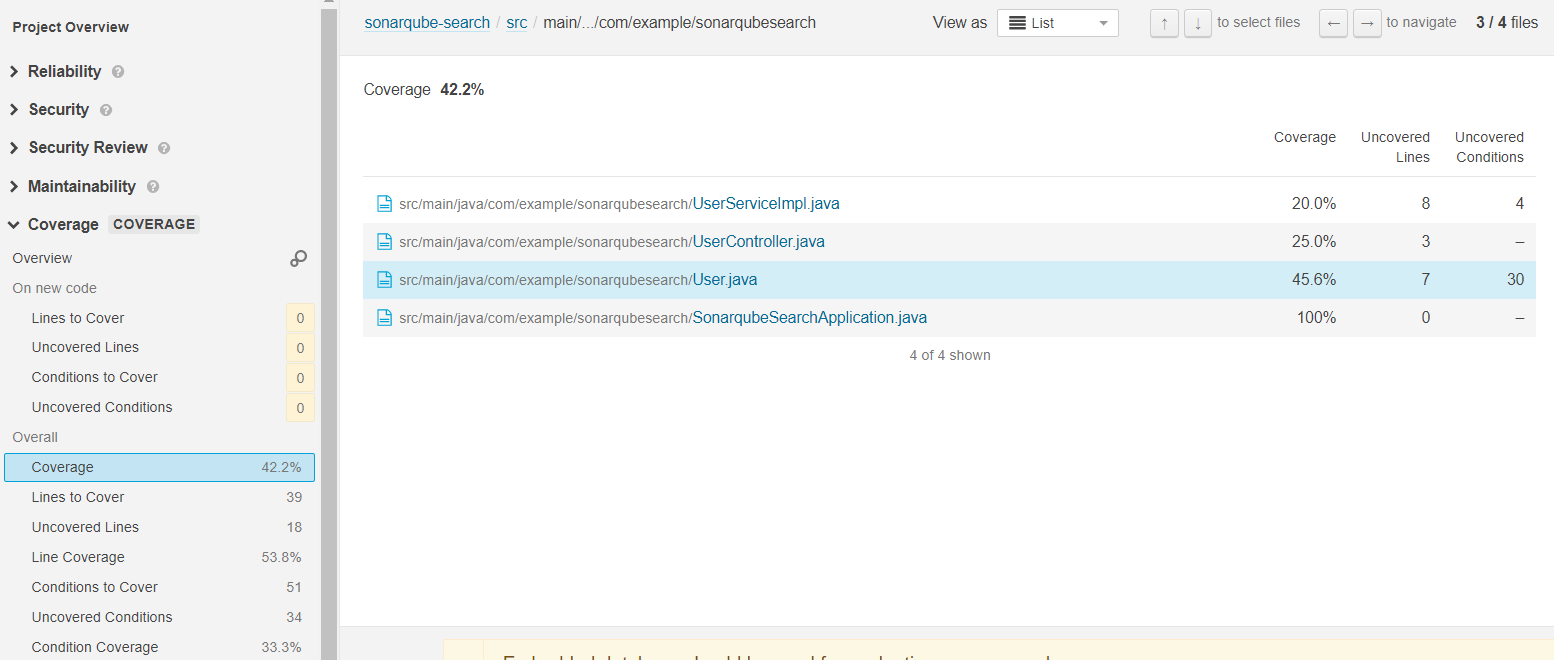 Project Overview
Reliability ?
Security ?
Security Review ?
Maintainability ?
Coverage COVERAGE
Overview
On new code
Lines to Cover 0
Uncovered Lines 0
Conditions to Cover 0
Uncovered Conditions 0
Overall
Coverage 42.2%
Lines to Cover 39
Uncovered Lines 18
Line Coverage 53.8%
Conditions to Cover 51
Uncovered Conditions 34
Condition Coverage 33.3%
sonarqube-search / src / main/.../com/example/sonarqubesearch View as List ↑ ↓ to select files ← → to navigate 3 / 4 files
Coverage 42.2%
Coverage Uncovered Lines Uncovered Conditions
src/main/java/com/example/sonarqubesearch/UserServiceImpl.java 20.0% 8 4
src/main/java/com/example/sonarqubesearch/UserController.java 25.0% 3 –
src/main/java/com/example/sonarqubesearch/User.java 45.6% 7 30
src/main/java/com/example/sonarqubesearch/SonarqubeSearchApplication.java 100% 0 –
4 of 4 shown